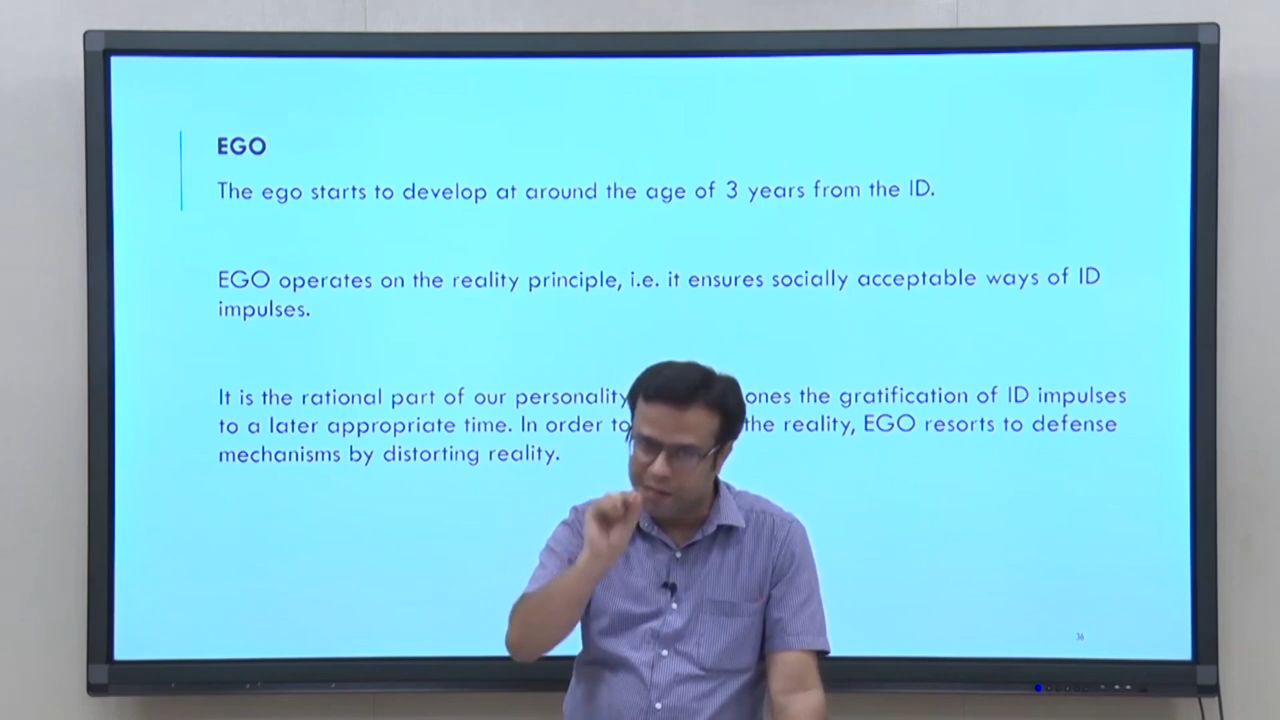 EGO
The ego starts to develop at around the age of 3 years from the ID.
EGO operates on the reality principle, i.e. it ensures socially acceptable ways of ID
impulses.
It is the rational part of our personality ones the gratification of ID impulses
to a later appropriate time. In order to the reality, EGO resorts to defense
mechanisms by distorting reality.